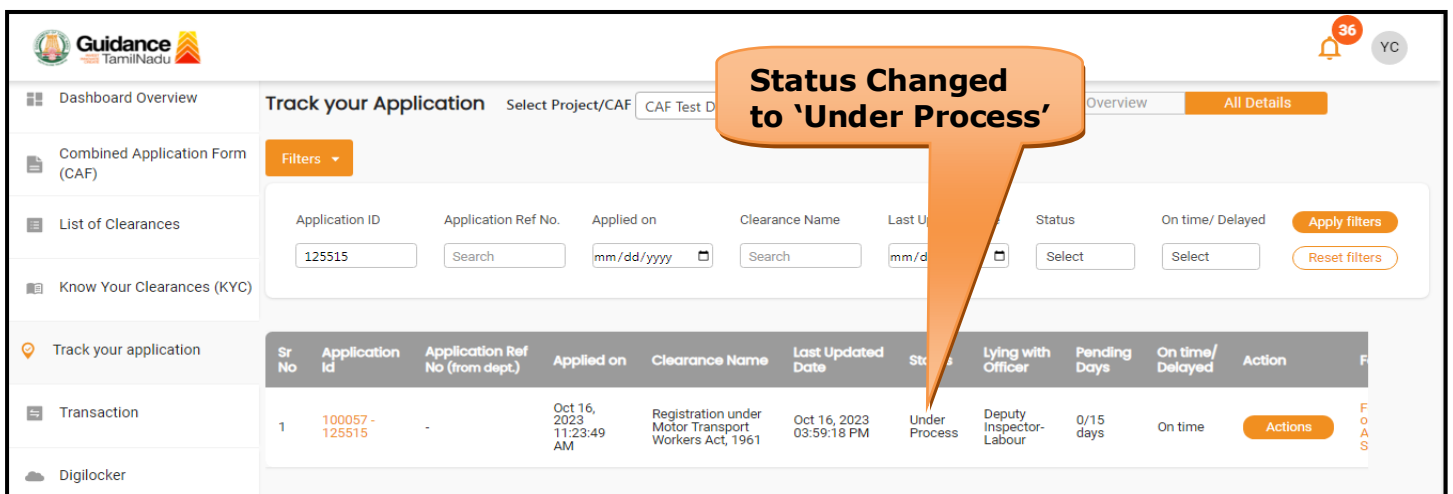 Guidance
TamilNadu
36
YC
Status Changed
to ‘Under Process’
Dashboard Overview
Combined Application Form
(CAF)
List of Clearances
Know Your Clearances (KYC)
Track your application
Transaction
Digilocker
Track your Application Select Project/CAF CAF Test D
Overview All Details
Filters
Application ID Application Ref No. Applied on Clearance Name Last Status On time/ Delayed Apply filters
125515 Search mm/dd/yyyy Search mm/d Select Select Reset filters
Sr No Application Id Application Ref No (from dept.) Applied on Clearance Name Last Updated Date Lying with Officer Pending Days On time/ Delayed Action
1 100057 - 125515 - Oct 16, 2023 11:23:49 AM Registration under Motor Transport Workers Act, 1961 Oct 16, 2023 03:59:18 PM Under Process Deputy Inspector- Labour 0/15 days On time Actions